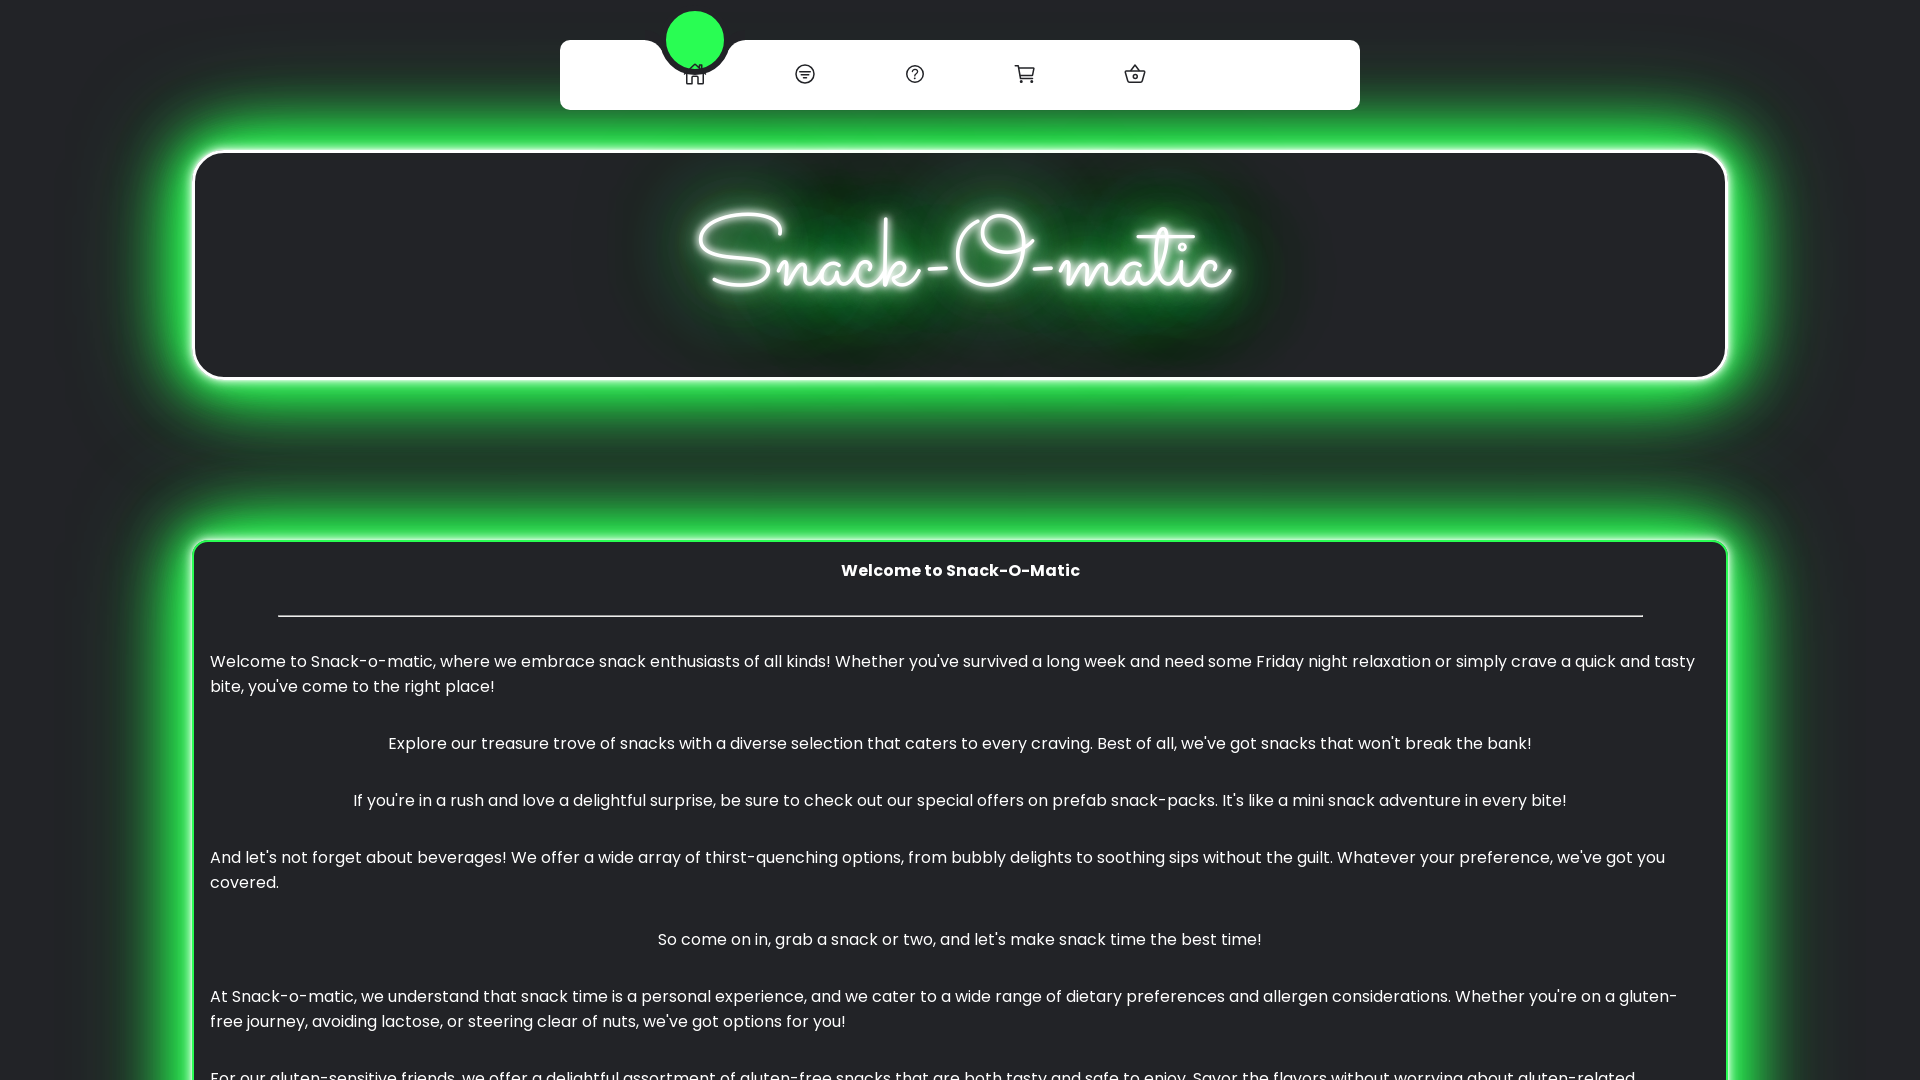 Snack-O-matic
Welcome to Snack-O-Matic
Welcome to Snack-o-matic, where we embrace snack enthusiasts of all kinds! Whether you've survived a long week and need some Friday night relaxation or simply crave a quick and tasty
bite, you've come to the right place!
Explore our treasure trove of snacks with a diverse selection that caters to every craving. Best of all, we've got snacks that won't break the bank!
If you're in a rush and love a delightful surprise, be sure to check out our special offers on prefab snack-packs. It's like a mini snack adventure in every bite!
And let's not forget about beverages! We offer a wide array of thirst-quenching options, from bubbly delights to soothing sips without the guilt. Whatever your preference, we've got you
covered.
So come on in, grab a snack or two, and let's make snack time the best time!
At Snack-o-matic, we understand that snack time is a personal experience, and we cater to a wide range of dietary preferences and allergen considerations. Whether you're on a gluten-
free journey, avoiding lactose, or steering clear of nuts, we've got options for you!
For our gluten-sensitive friends, we offer a delightful assortment of gluten-free snacks that are both tasty and safe to enjoy. Savor the flavors without worrying about gluten-related